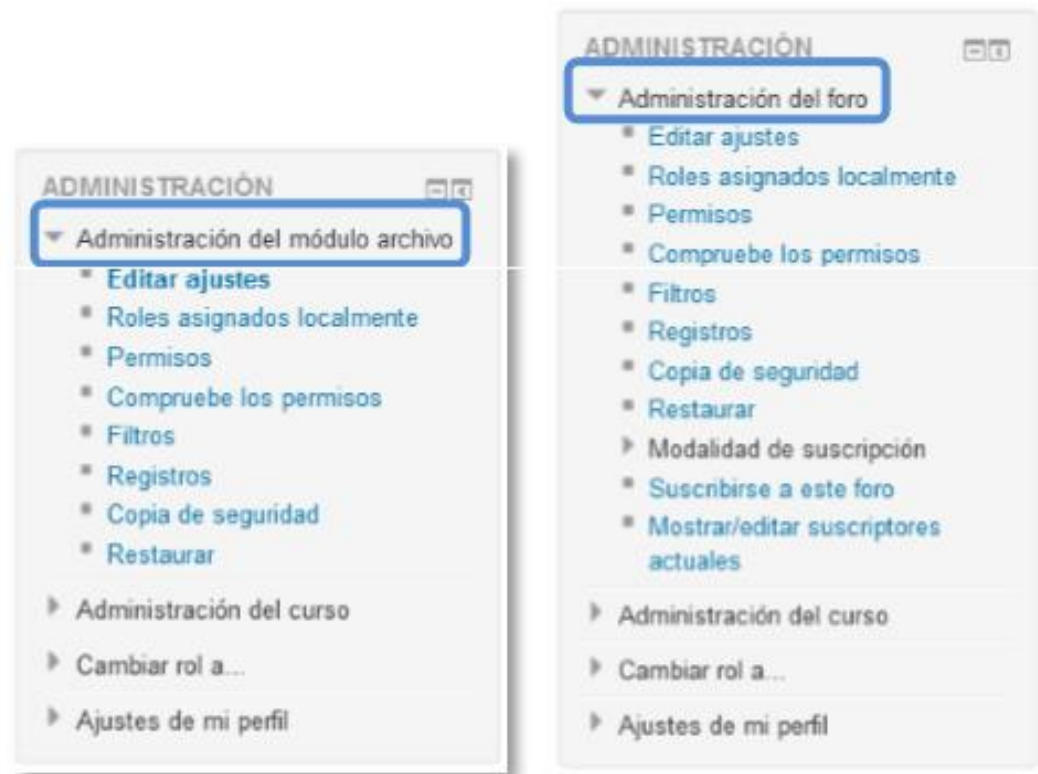 ADMINISTRACIÓN
Administración del módulo archivo
Editar ajustes
Roles asignados localmente
Permisos
Compruebe los permisos
Filtros
Registros
Copia de seguridad
Restaurar
Administración del curso
Cambiar rol a...
Ajustes de mi perfil
ADMINISTRACIÓN
Administración del foro
Editar ajustes
Roles asignados localmente
Permisos
Compruebe los permisos
Filtros
Registros
Copia de seguridad
Restaurar
Modalidad de suscripción
Suscribirse a este foro
Mostrar/editar suscriptores
actuales
Administración del curso
Cambiar rol a...
Ajustes de mi perfil